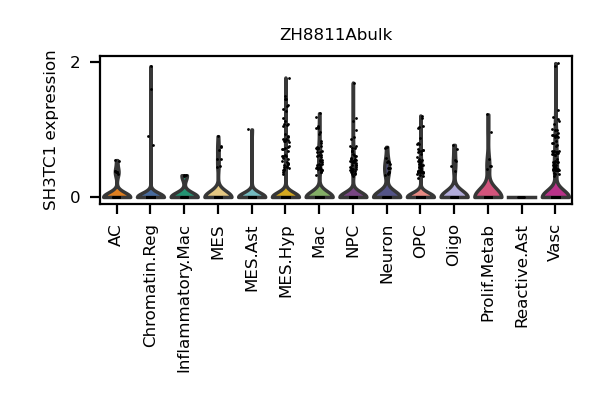 ZH8811Abulk
SH3TC1 expression
2
0
AC
Chromatin.Reg
Inflammatory.Mac
MES
MES.Ast
MES.Hyp
Mac
NPC
Neuron
OPC
Oligo
Prolif.Metab
Reactive.Ast
Vasc